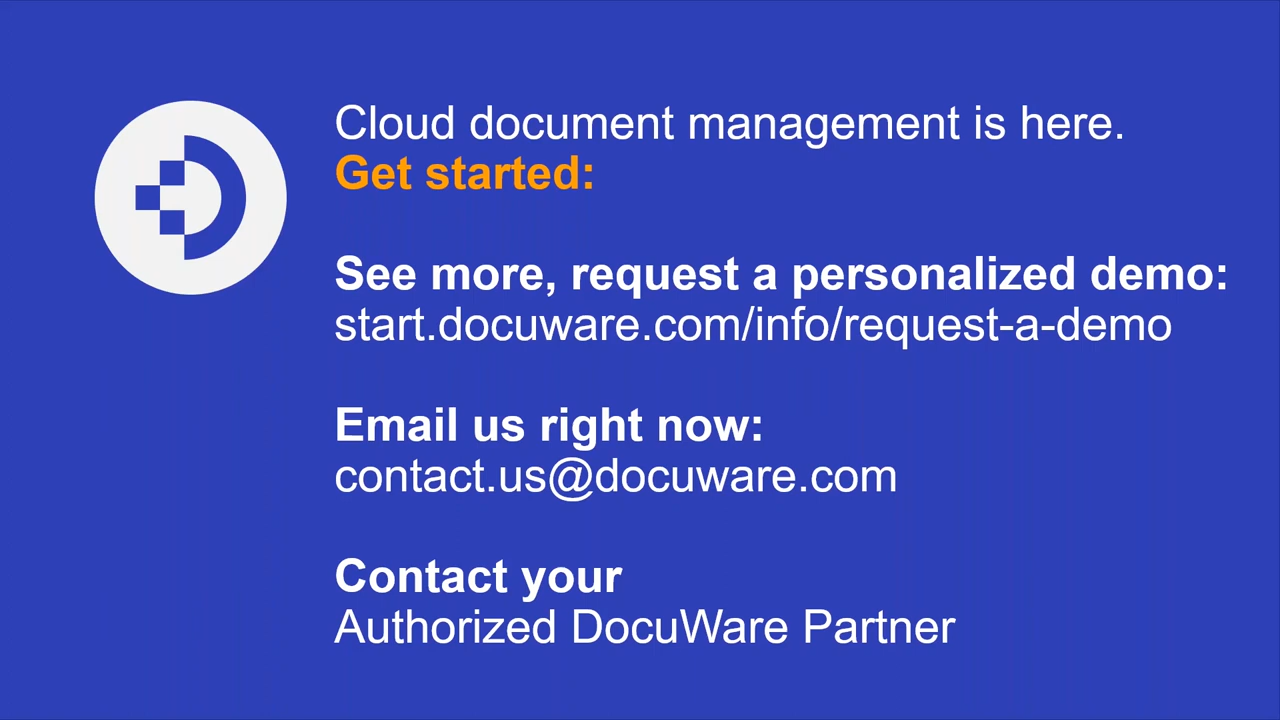 Cloud document management is here.
Get started:
See more, request a personalized demo:
start.docuware.com/info/request-a-demo
Email us right now:
contact.us@docuware.com
Contact your
Authorized DocuWare Partner